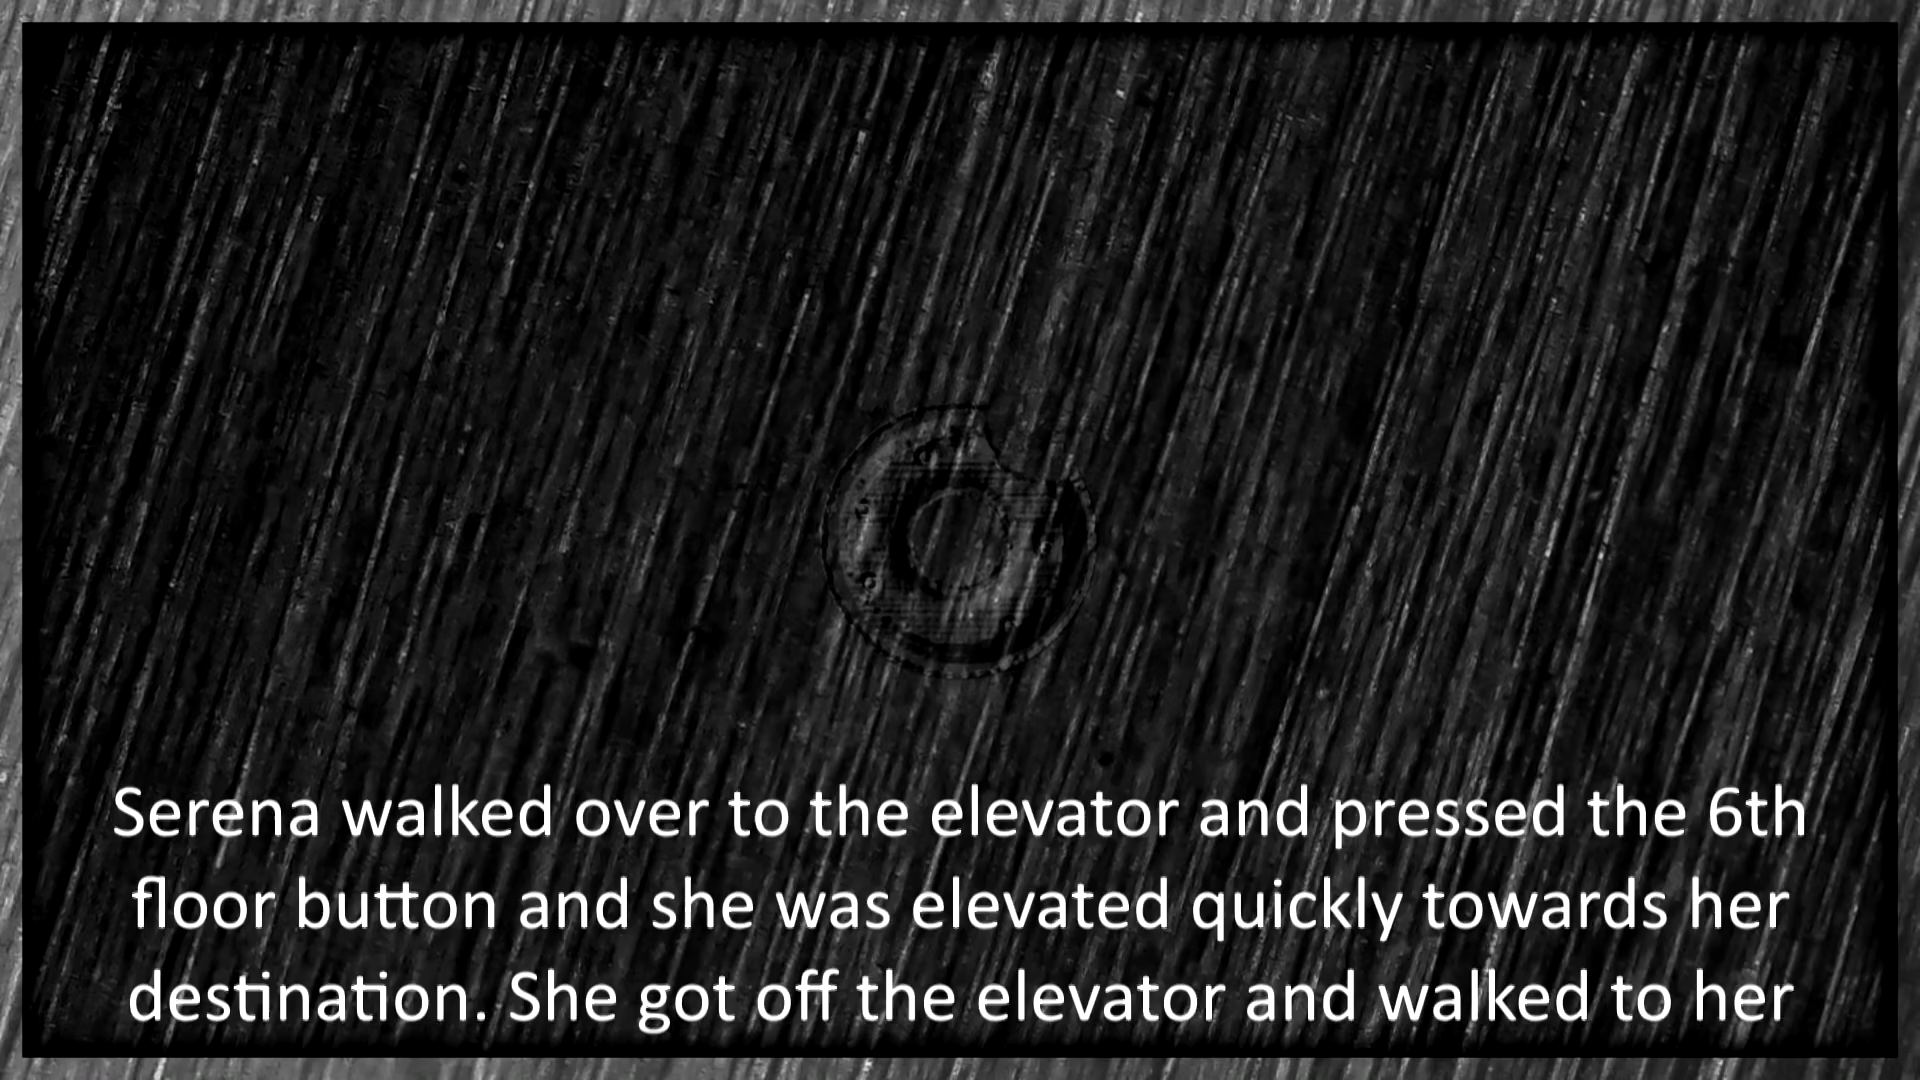 Serena walked over to the elevator and pressed the 6th
floor button and she was elevated quickly towards her
destination. She got off the elevator and walked to her